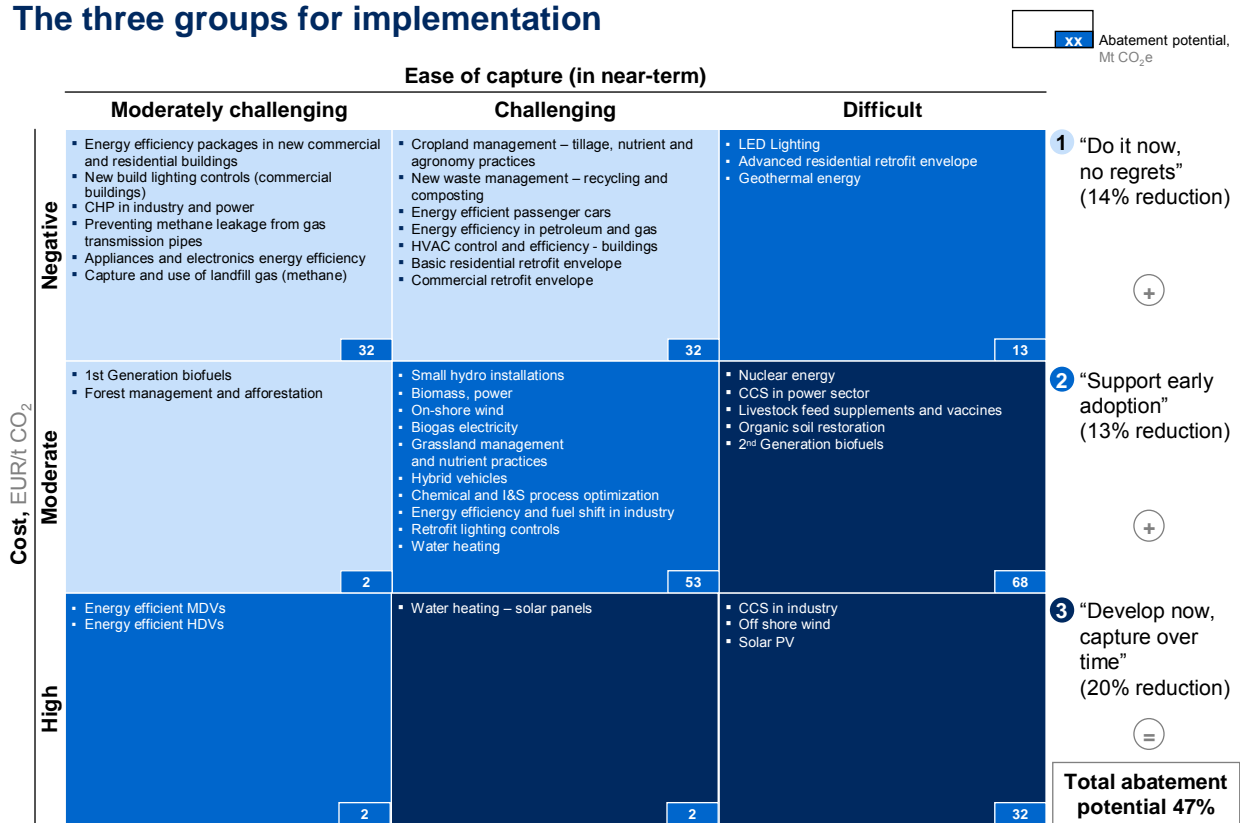 The three groups for implementation
xx
Abatement potential,
Mt CO₂e
Ease of capture (in near-term)
Moderately challenging
Challenging
Difficult
Cost, EUR/t CO₂
Negative
▪ Energy efficiency packages in new commercial
and residential buildings
▪ New build lighting controls (commercial
buildings)
▪ CHP in industry and power
▪ Preventing methane leakage from gas
transmission pipes
▪ Appliances and electronics energy efficiency
▪ Capture and use of landfill gas (methane)
32
▪ Cropland management – tillage, nutrient and
agronomy practices
▪ New waste management – recycling and
composting
▪ Energy efficient passenger cars
▪ Energy efficiency in petroleum and gas
▪ HVAC control and efficiency - buildings
▪ Basic residential retrofit envelope
▪ Commercial retrofit envelope
32
▪ LED Lighting
▪ Advanced residential retrofit envelope
▪ Geothermal energy
13
1 “Do it now,
no regrets”
(14% reduction)
+
Moderate
▪ 1st Generation biofuels
▪ Forest management and afforestation
2
▪ Small hydro installations
▪ Biomass, power
▪ On-shore wind
▪ Biogas electricity
▪ Grassland management
and nutrient practices
▪ Hybrid vehicles
▪ Chemical and I&S process optimization
▪ Energy efficiency and fuel shift in industry
▪ Retrofit lighting controls
▪ Water heating
53
▪ Nuclear energy
▪ CCS in power sector
▪ Livestock feed supplements and vaccines
▪ Organic soil restoration
▪ 2nd Generation biofuels
68
2 “Support early
adoption”
(13% reduction)
+
High
▪ Energy efficient MDVs
▪ Energy efficient HDVs
2
▪ Water heating – solar panels
2
▪ CCS in industry
▪ Off shore wind
▪ Solar PV
32
3 “Develop now,
capture over
time”
(20% reduction)
=
Total abatement
potential 47%